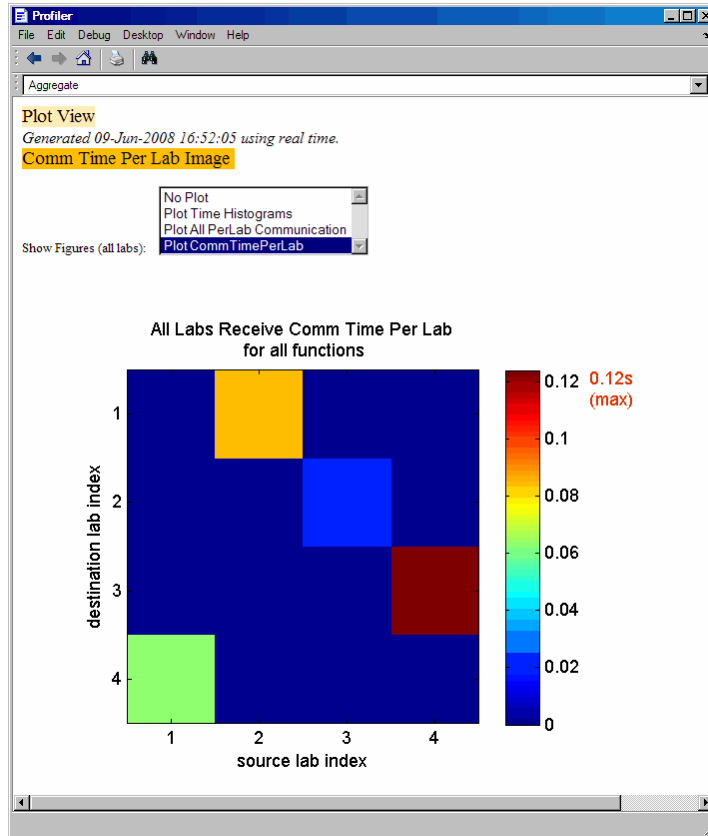 Profiler
File Edit Debug Desktop Window Help
Aggregate
Plot View
Generated 09-Jun-2008 16:52:05 using real time.
Comm Time Per Lab Image
No Plot
Plot Time Histograms
Plot All PerLab Communication
Show Figures (all labs): Plot CommTimePerLab
All Labs Receive Comm Time Per Lab
for all functions
0.12 0.12s
(max)
1
0.1
0.08
2
destination lab index
0.06
3
0.04
4
0.02
0
1 2 3 4
source lab index